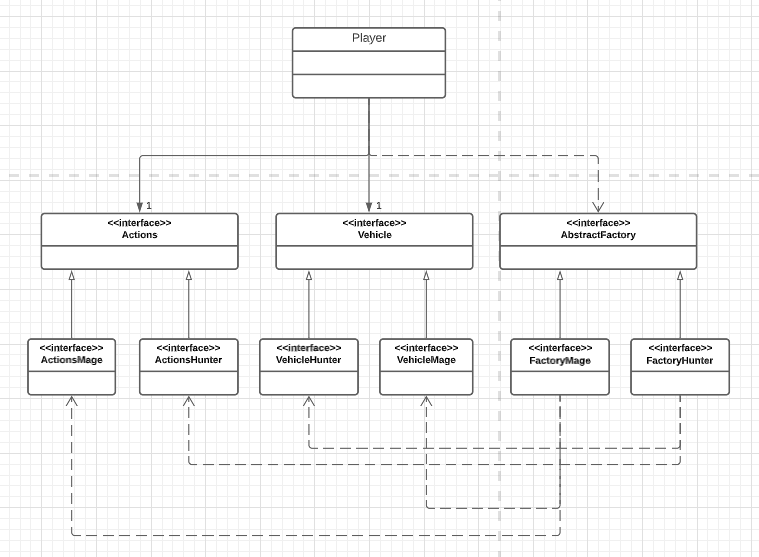 Player
1
1
<<interface>>
Actions
<<interface>>
Vehicle
<<interface>>
AbstractFactory
<<interface>>
ActionsMage
<<interface>>
ActionsHunter
<<interface>>
VehicleHunter
<<interface>>
VehicleMage
<<interface>>
FactoryMage
<<interface>>
FactoryHunter